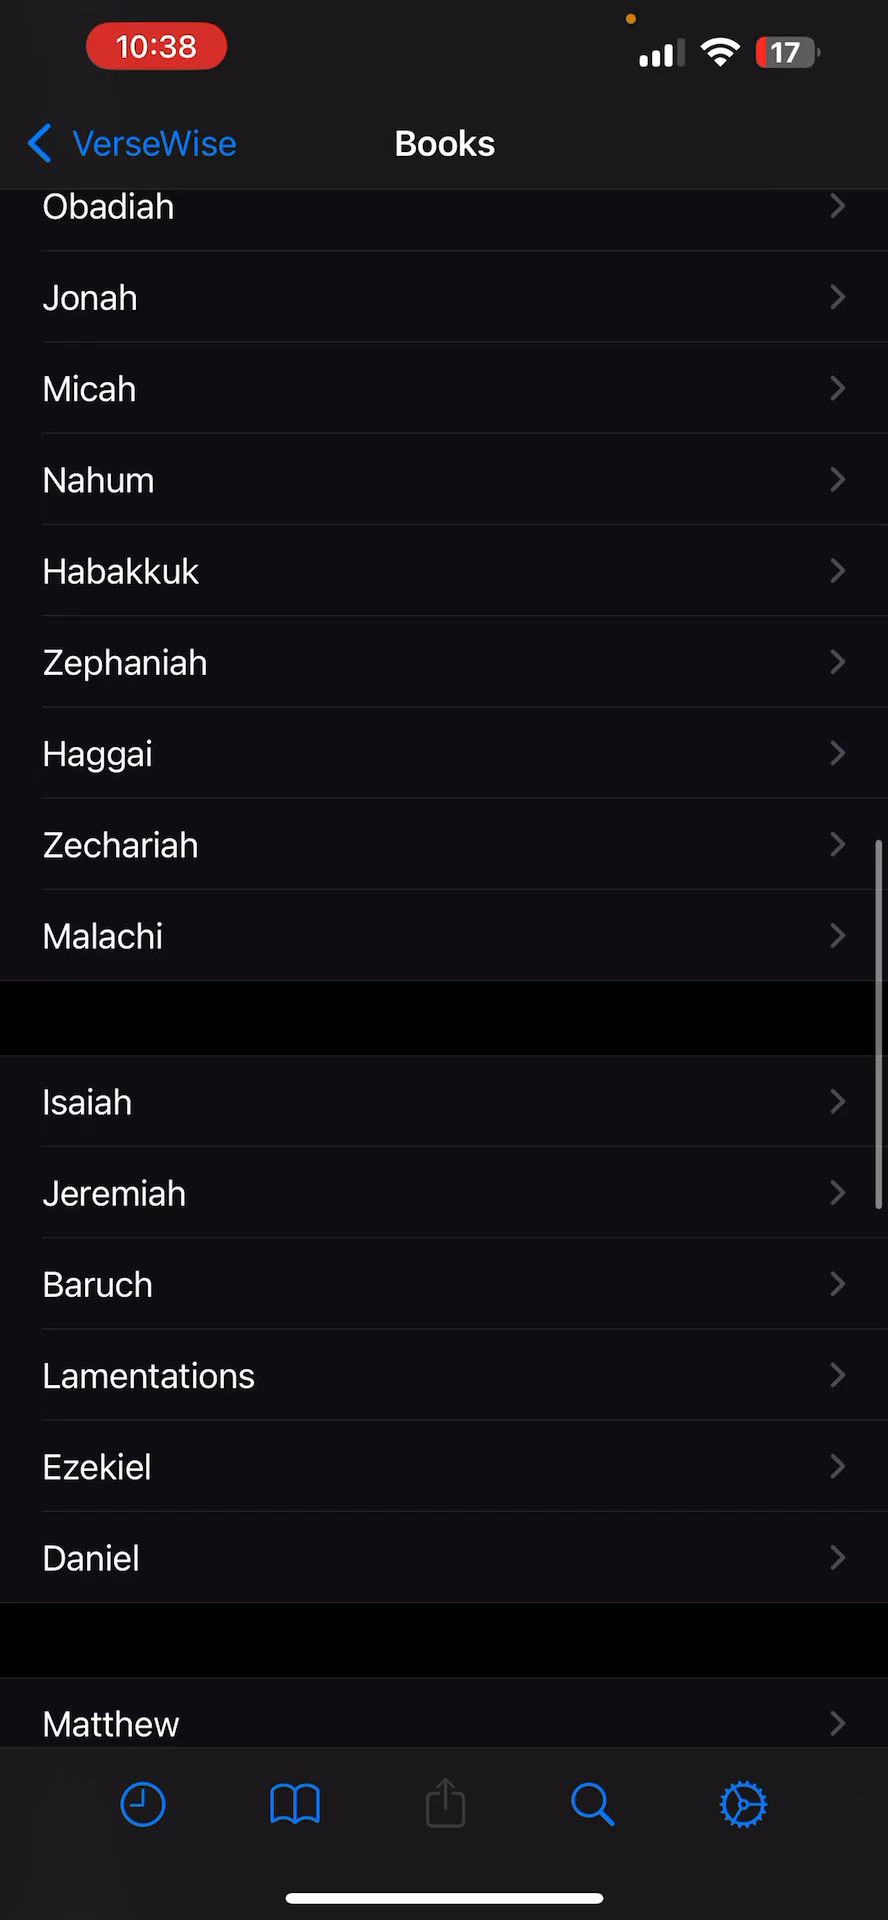 10:38
17
VerseWise
Books
Obadiah
Jonah
Micah
Nahum
Habakkuk
Zephaniah
Haggai
Zechariah
Malachi
Isaiah
Jeremiah
Baruch
Lamentations
Ezekiel
Daniel
Matthew